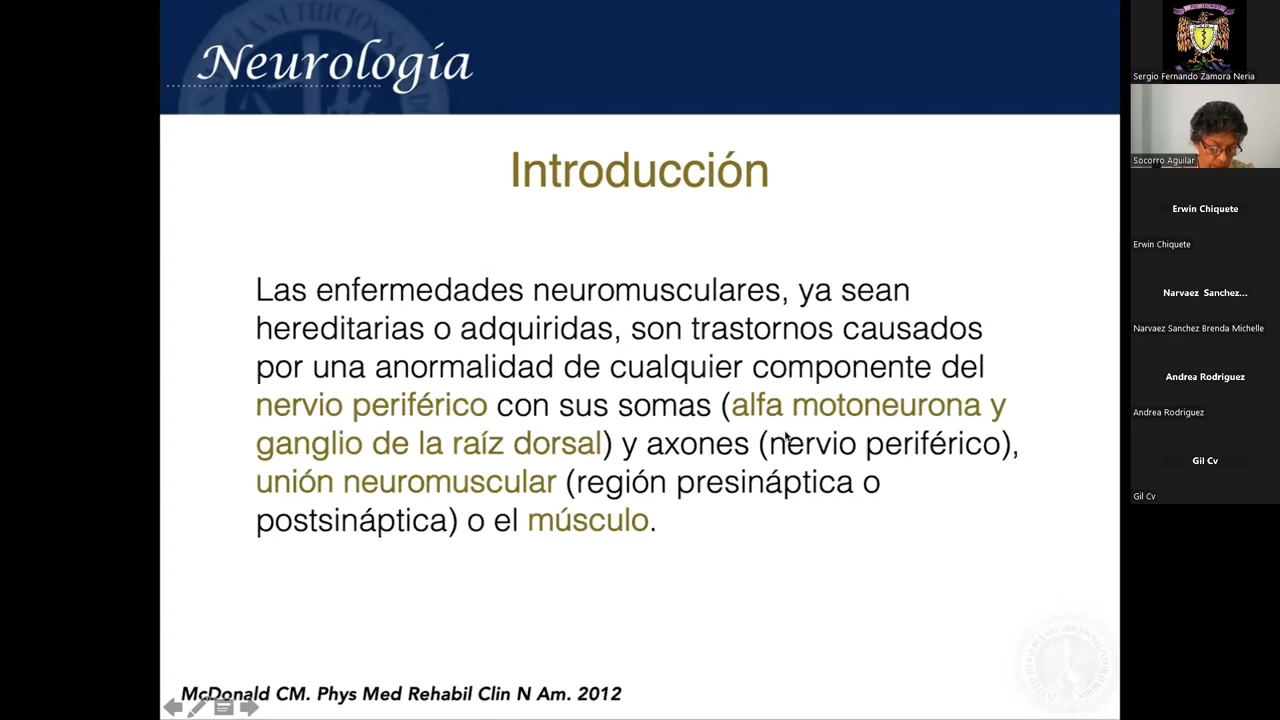 Neurología
Introducción
Las enfermedades neuromusculares, ya sean
hereditarias o adquiridas, son trastornos causados
por una anormalidad de cualquier componente del
nervio periférico con sus somas (alfa motoneurona y
ganglio de la raíz dorsal) y axones (nervio periférico),
unión neuromuscular (región presináptica o
postsináptica) o el músculo.
McDonald CM. Phys Med Rehabil Clin N Am. 2012
Sergio Fernando Zamora Neria
Socorro Aguilar
Erwin Chiquete
Erwin Chiquete
Narvaez Sanchez...
Narvaez Sanchez Brenda Michelle
Andrea Rodriguez
Andrea Rodriguez
Gil Cv
Gil Cv